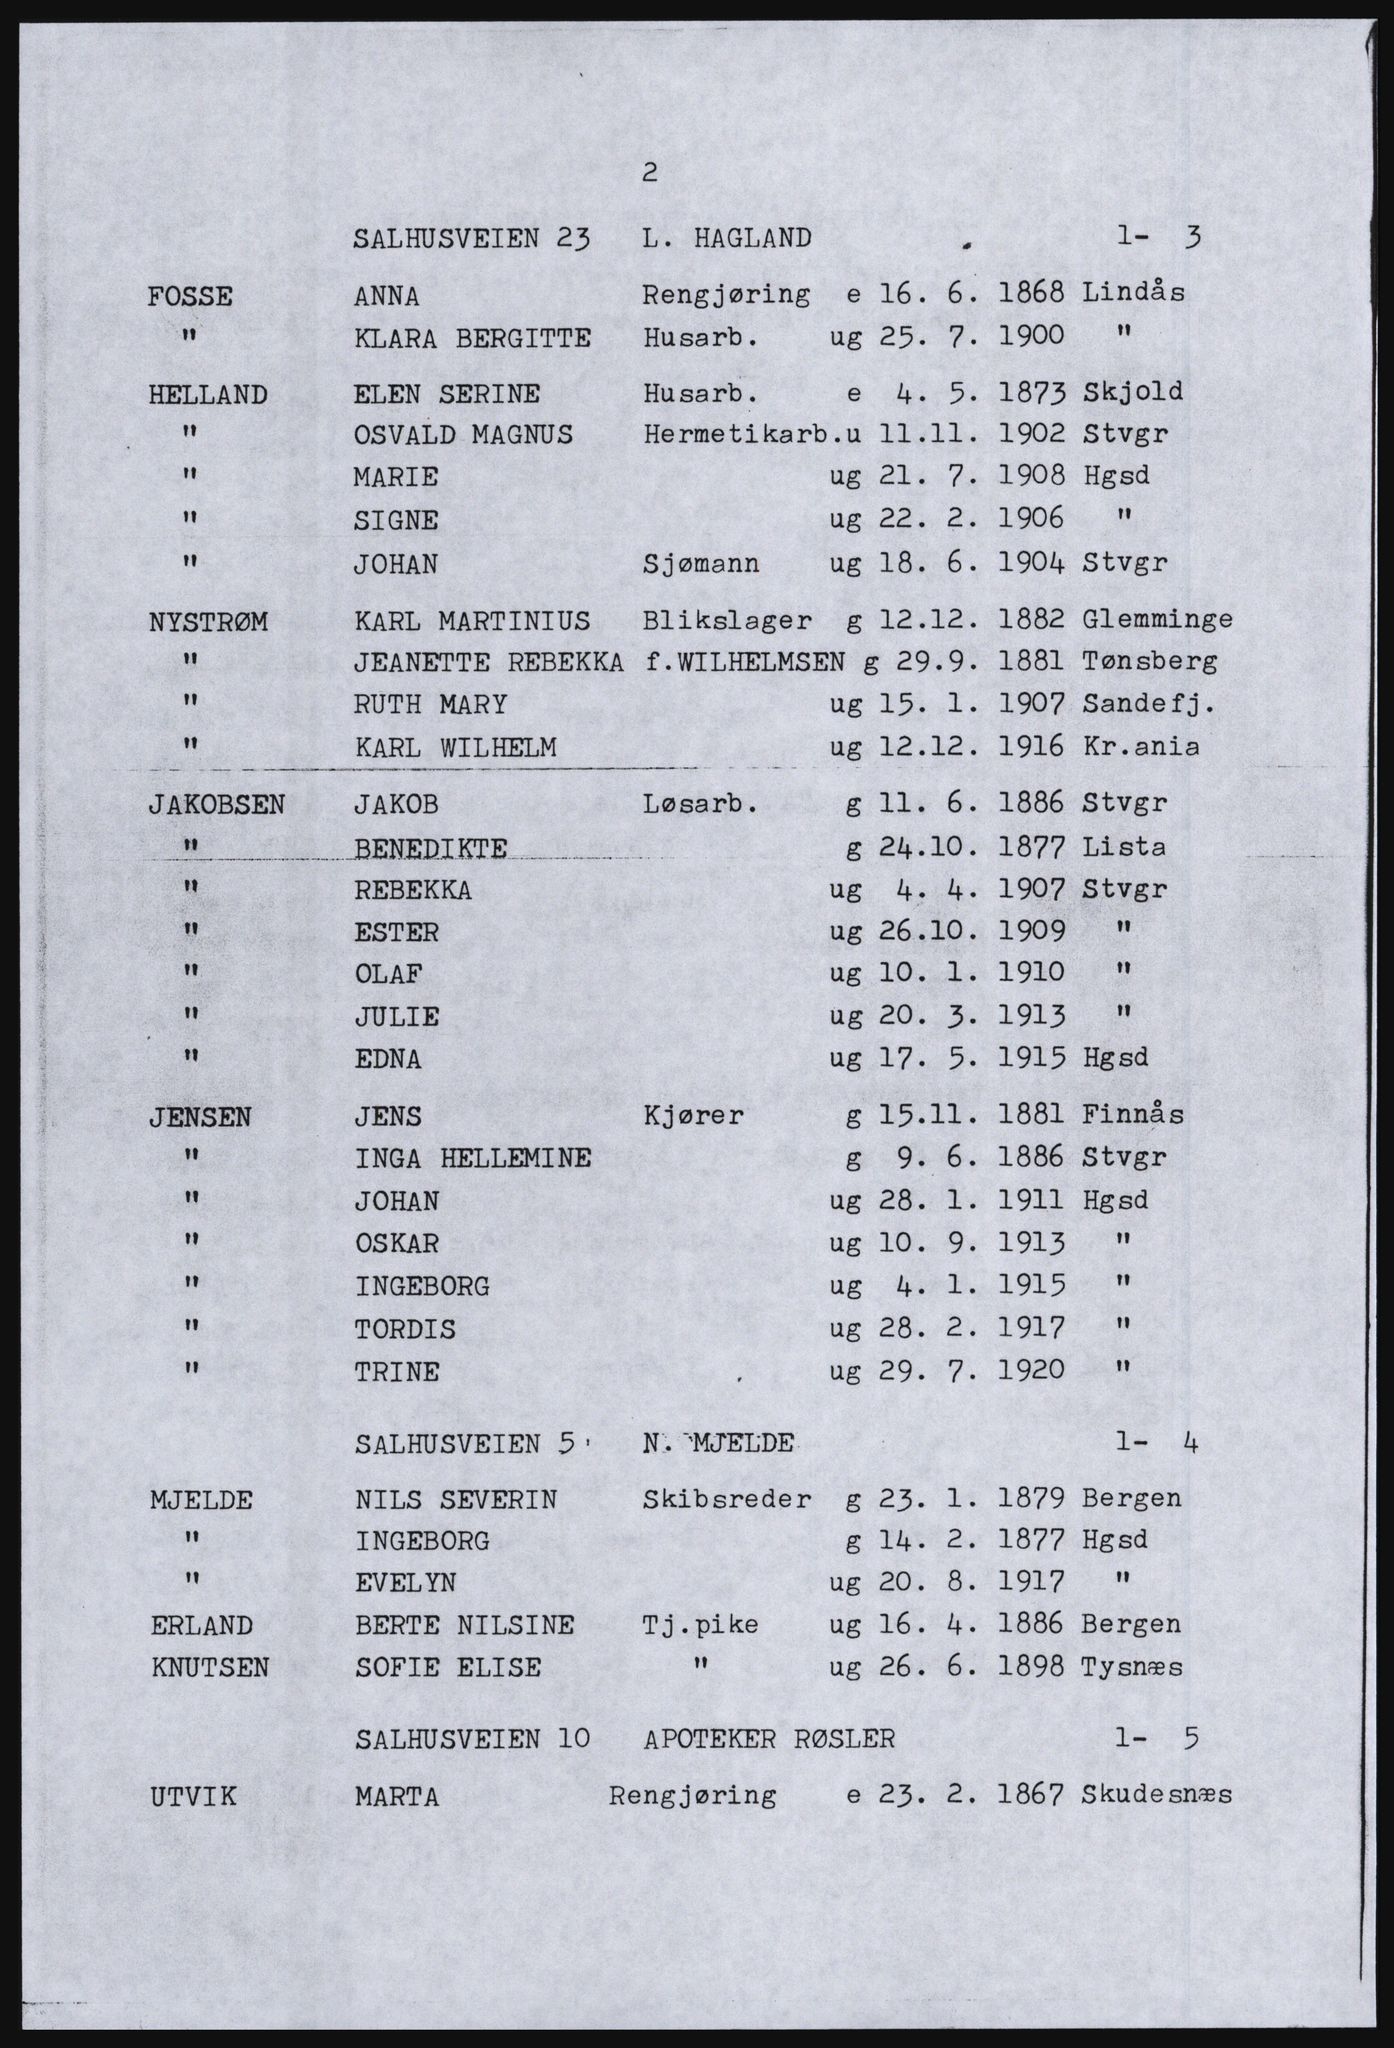 2
SALHUSVEIEN 23 L. HAGLAND 1- 3
FOSSE ANNA Rengjøring e 16. 6. 1868 Lindås
" KLARA BERGITTE Husarb. ug 25. 7. 1900 "
HELLAND ELEN SERINE Husarb. e 4. 5. 1873 Skjold
" OSVALD MAGNUS Hermetikarb.u 11.11. 1902 Stvgr
" MARIE ug 21. 7. 1908 Hgsd
" SIGNE ug 22. 2. 1906 "
" JOHAN Sjømann ug 18. 6. 1904 Stvgr
NYSTRØM KARL MARTINIUS Blikslager g 12.12. 1882 Glemminge
" JEANETTE REBEKKA f.WILHELMSEN g 29.9. 1881 Tønsberg
" RUTH MARY ug 15. 1. 1907 Sandefj.
" KARL WILHELM ug 12.12. 1916 Kr.ania
JAKOBSEN JAKOB Løsarb. g 11. 6. 1886 Stvgr
" BENEDIKTE g 24.10. 1877 Lista
" REBEKKA ug 4. 4. 1907 Stvgr
" ESTER ug 26.10. 1909 "
" OLAF ug 10. 1. 1910 "
" JULIE ug 20. 3. 1913 "
" EDNA ug 17. 5. 1915 Hgsd
JENSEN JENS Kjører g 15.11. 1881 Finnås
" INGA HELLEMINE g 9. 6. 1886 Stvgr
" JOHAN ug 28. 1. 1911 Hgsd
" OSKAR ug 10. 9. 1913 "
" INGEBORG ug 4. 1. 1915 "
" TORDIS ug 28. 2. 1917 "
" TRINE ug 29. 7. 1920 "
SALHUSVEIEN 5 N. MJELDE 1- 4
MJELDE NILS SEVERIN Skibsreder g 23. 1. 1879 Bergen
" INGEBORG g 14. 2. 1877 Hgsd
" EVELYN ug 20. 8. 1917 "
ERLAND BERTE NILSINE Tj.pike ug 16. 4. 1886 Bergen
KNUTSEN SOFIE ELISE " ug 26. 6. 1898 Tysnæs
SALHUSVEIEN 10 APOTEKER RØSLER 1- 5
UTVIK MARTA Rengjøring e 23. 2. 1867 Skudesnæs